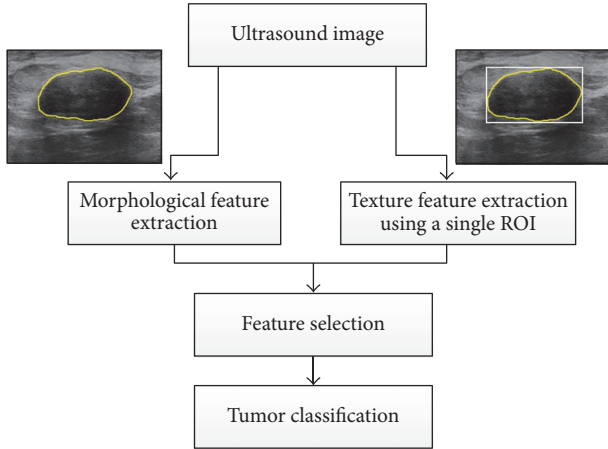 Ultrasound image
Morphological feature
extraction
Texture feature extraction
using a single ROI
Feature selection
Tumor classification